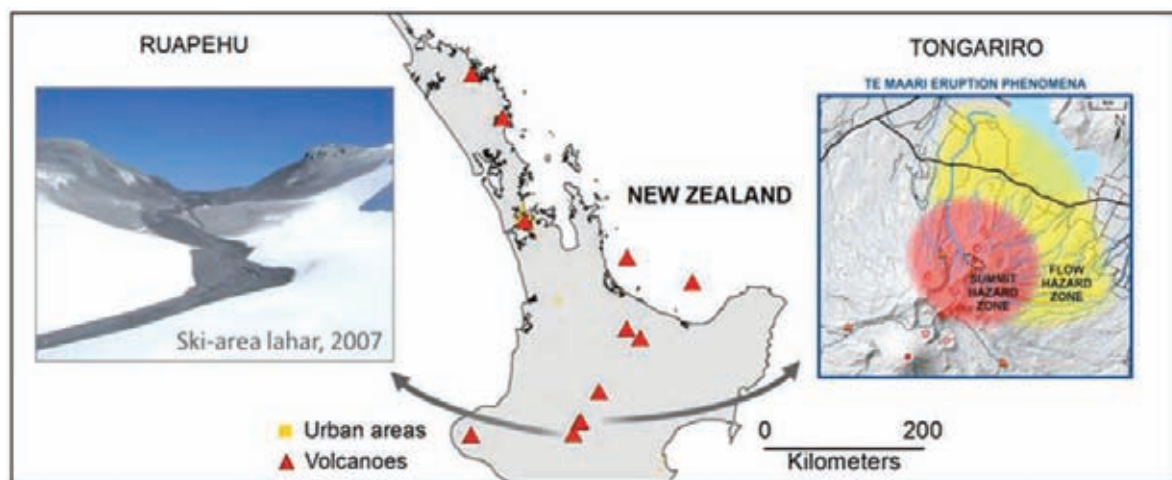 RUAPEHU
Ski-area lahar, 2007
NEW ZEALAND
Urban areas
Volcanoes
0 200
Kilometers
TONGARIRO
TE MAARI ERUPTION PHENOMENA
N
SUMMIT
HAZARD
ZONE
FLOW
HAZARD
ZONE